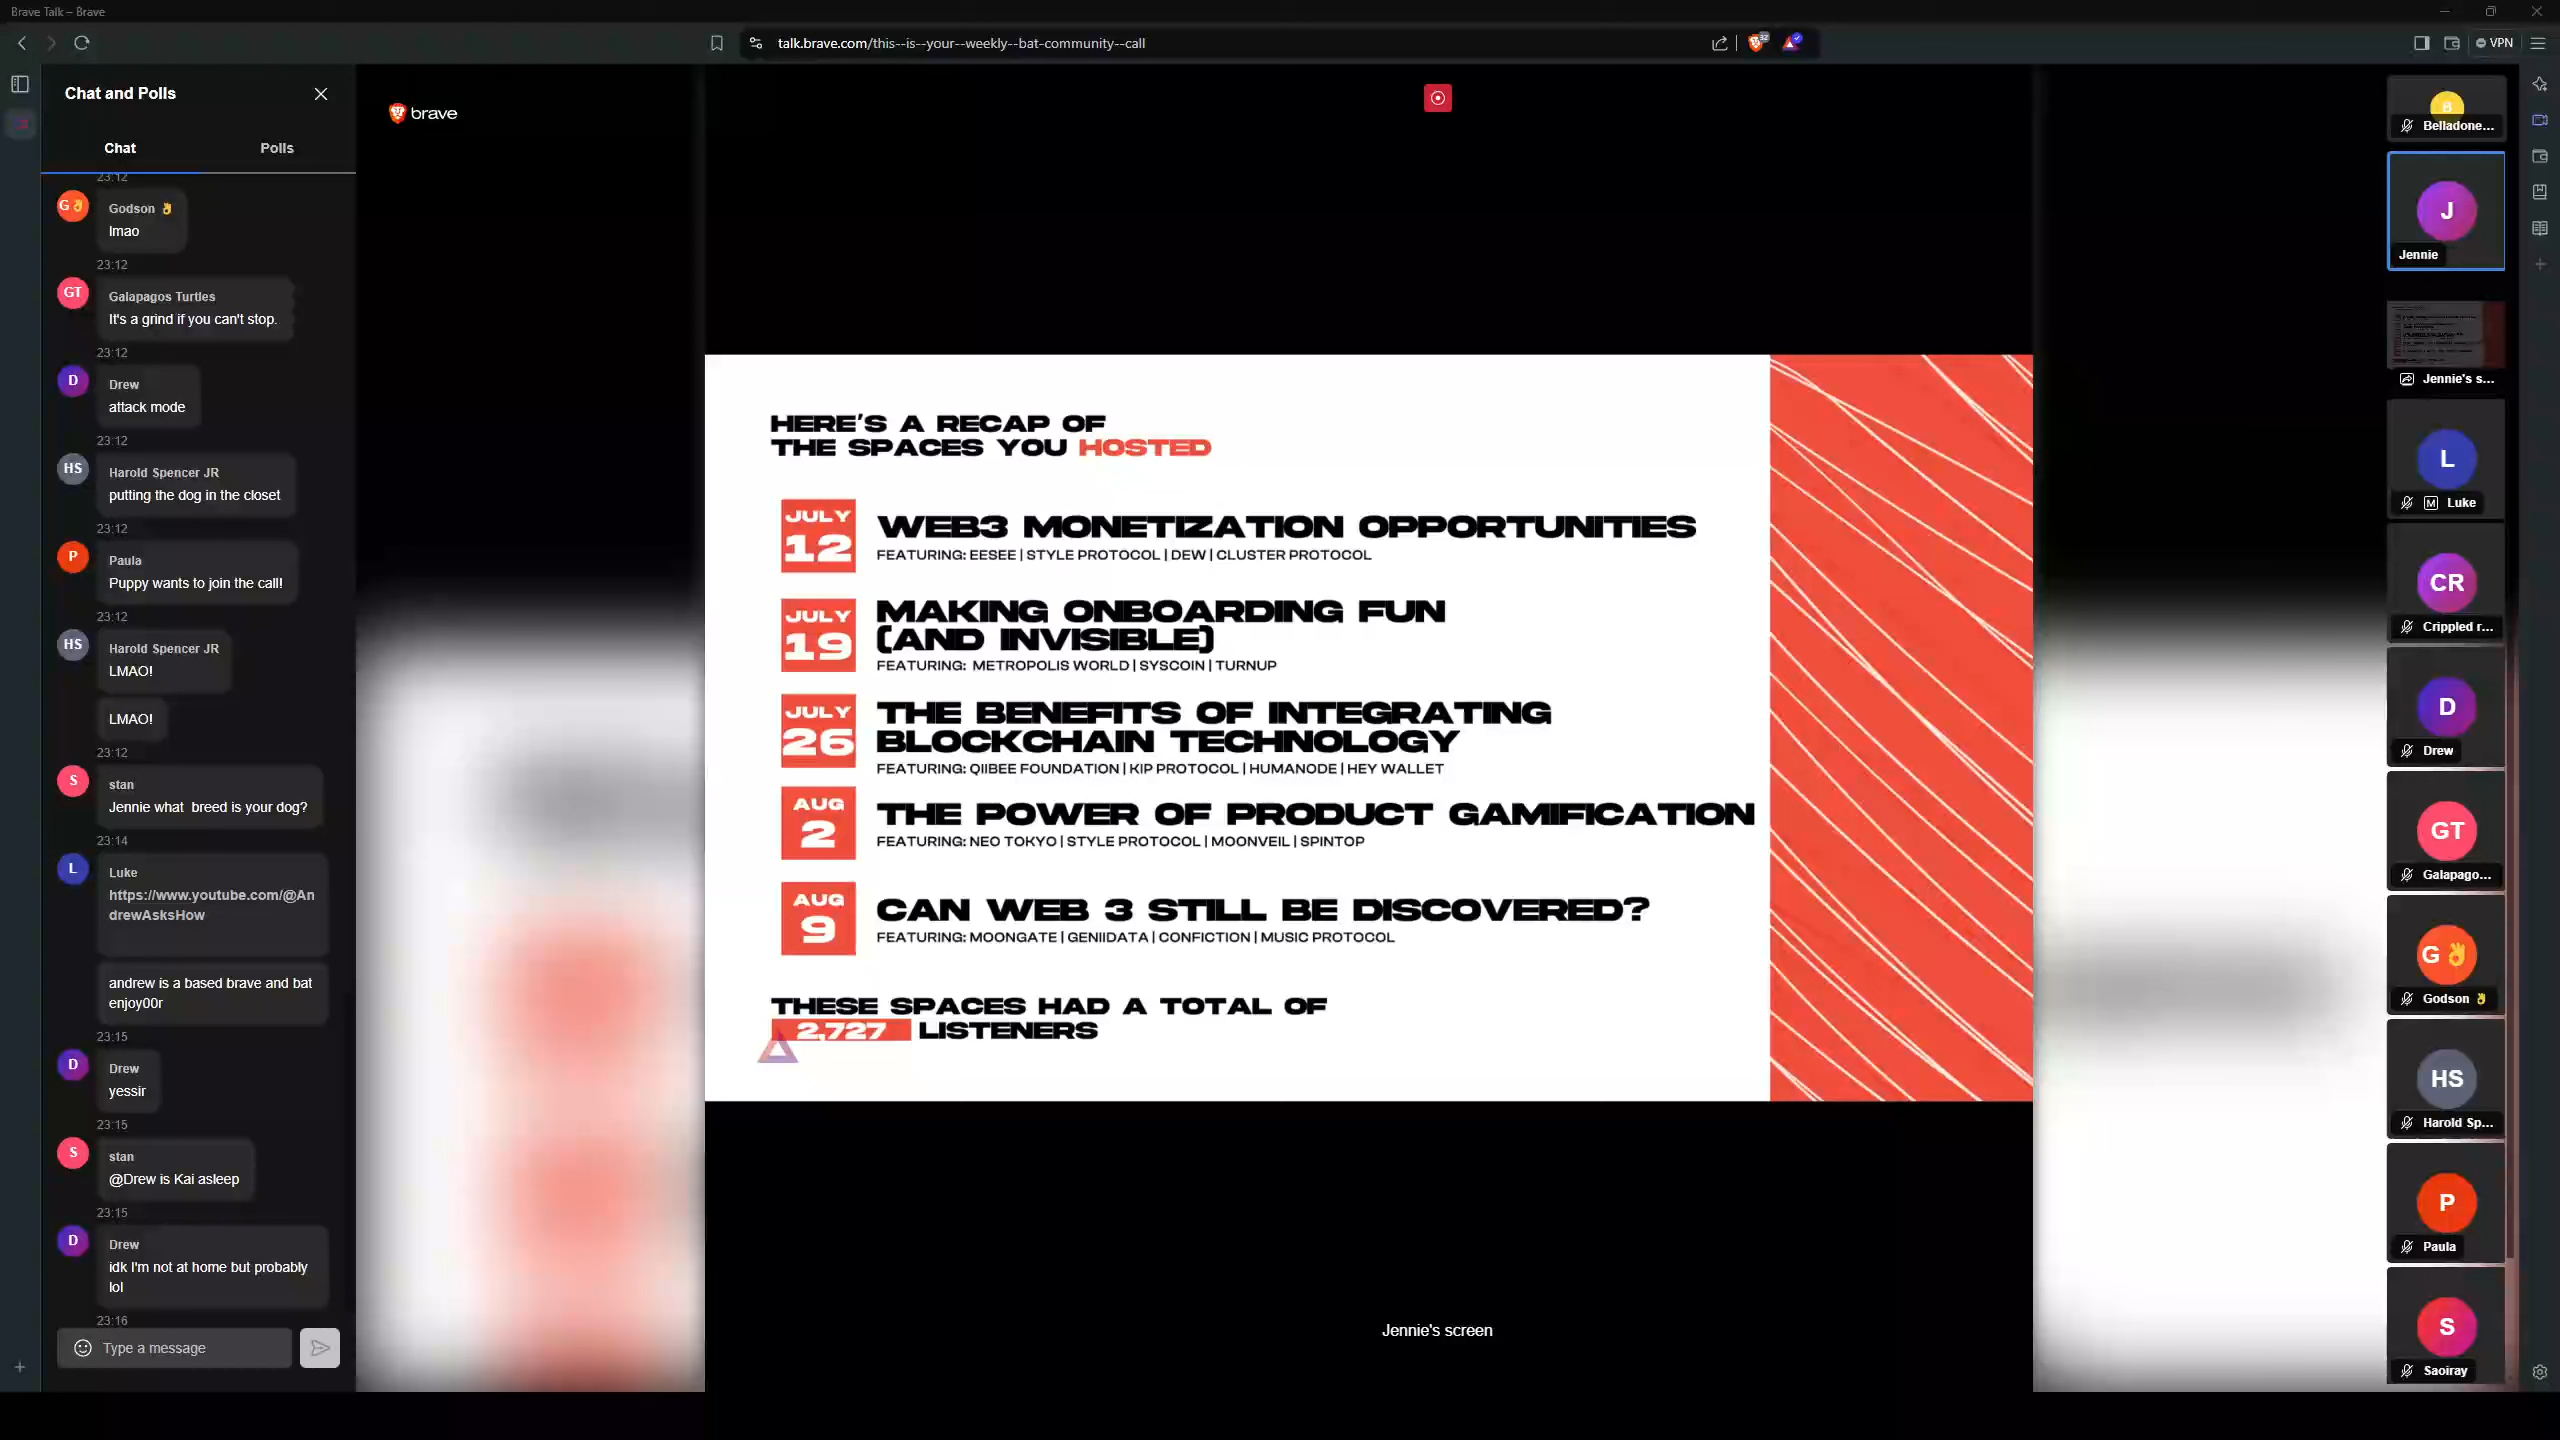 Brave Talk – Brave
talk.brave.com/this--is--your--weekly--bat-community--call
32
VPN
Chat and Polls
Chat
Polls
23:12
G👌
Godson 👌
lmao
23:12
GT
Galapagos Turtles
It's a grind if you can't stop.
23:12
D
Drew
attack mode
23:12
HS
Harold Spencer JR
putting the dog in the closet
23:12
P
Paula
Puppy wants to join the call!
23:12
HS
Harold Spencer JR
LMAO!
LMAO!
23:12
S
stan
Jennie what  breed is your dog?
23:14
L
Luke
https://www.youtube.com/@An
drewAsksHow
andrew is a based brave and bat
enjoy00r
23:15
D
Drew
yessir
23:15
S
stan
@Drew is Kai asleep
23:15
D
Drew
idk I'm not at home but probably
lol
23:16
Type a message
brave
HERE'S A RECAP OF
THE SPACES YOU HOSTED
JULY
12
WEB3 MONETIZATION OPPORTUNITIES
FEATURING: EESEE | STYLE PROTOCOL | DEW | CLUSTER PROTOCOL
JULY
19
MAKING ONBOARDING FUN
(AND INVISIBLE)
FEATURING: METROPOLIS WORLD | SYSCOIN | TURNUP
JULY
26
THE BENEFITS OF INTEGRATING
BLOCKCHAIN TECHNOLOGY
FEATURING: QIIBEE FOUNDATION | KIP PROTOCOL | HUMANODE | HEY WALLET
AUG
2
THE POWER OF PRODUCT GAMIFICATION
FEATURING: NEO TOKYO | STYLE PROTOCOL | MOONVEIL | SPINTOP
AUG
9
CAN WEB 3 STILL BE DISCOVERED?
FEATURING: MOONGATE | GENIIDATA | CONFICTION | MUSIC PROTOCOL
THESE SPACES HAD A TOTAL OF
2,727 LISTENERS
Jennie's screen
B
Belladone...
J
Jennie
Jennie's s...
L
M Luke
CR
Crippled r...
D
Drew
GT
Galapago...
G👌
Godson 👌
HS
Harold Sp...
P
Paula
S
Saoiray